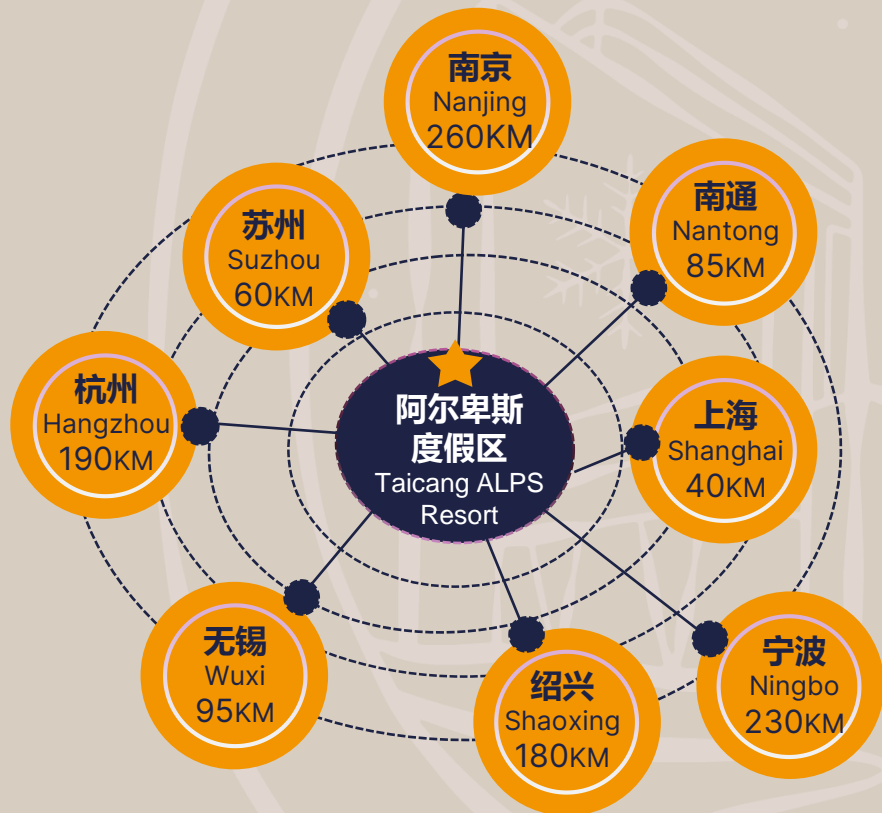 南京
Nanjing
260KM
南通
Nantong
85KM
苏州
Suzhou
60KM
杭州
Hangzhou
190KM
阿尔卑斯
度假区
Taicang ALPS
Resort
上海
Shanghai
40KM
无锡
Wuxi
95KM
绍兴
Shaoxing
180KM
宁波
Ningbo
230KM